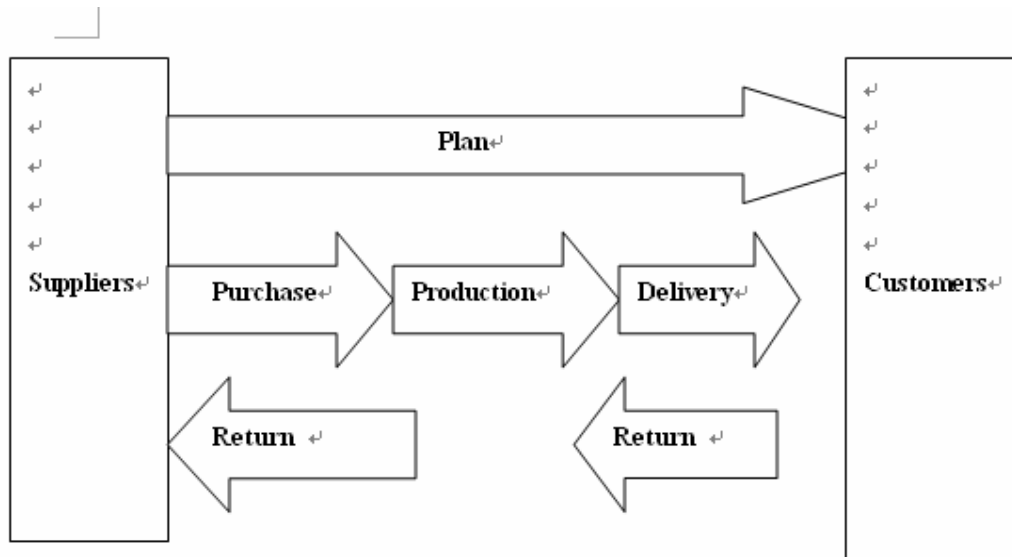 Plan
Suppliers
Purchase
Production
Delivery
Customers
Return
Return